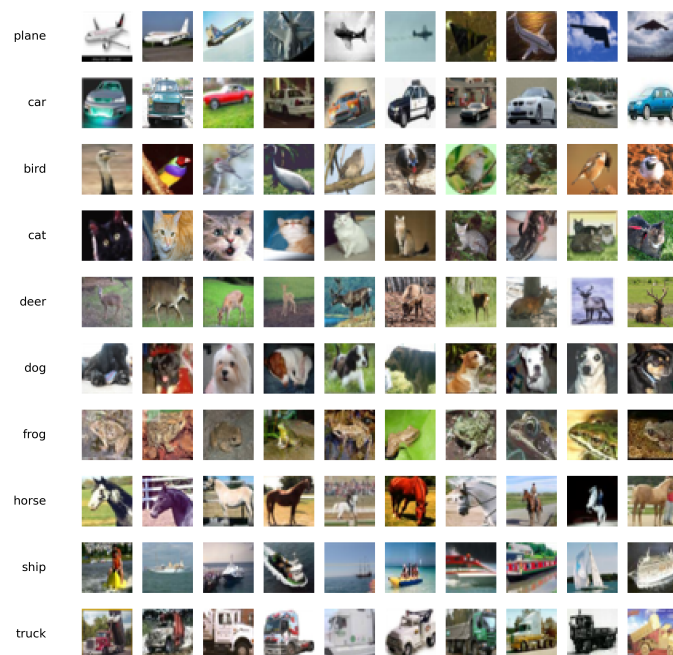 plane
car
bird
cat
deer
dog
frog
horse
ship
truck